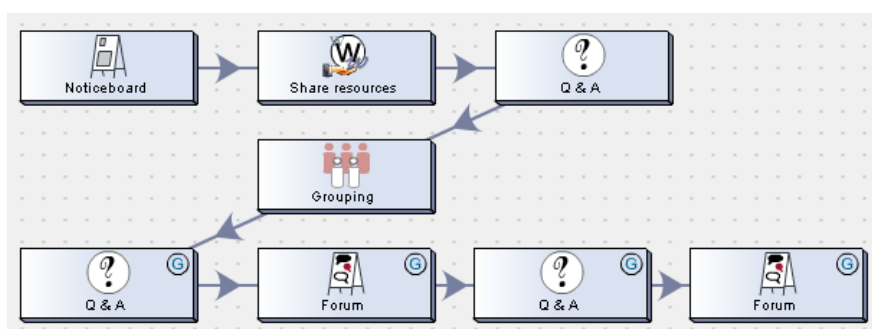 Noticeboard
W
Share resources
?
Q & A
Grouping
?
G
Q & A
G
Forum
?
G
Q & A
G
Forum